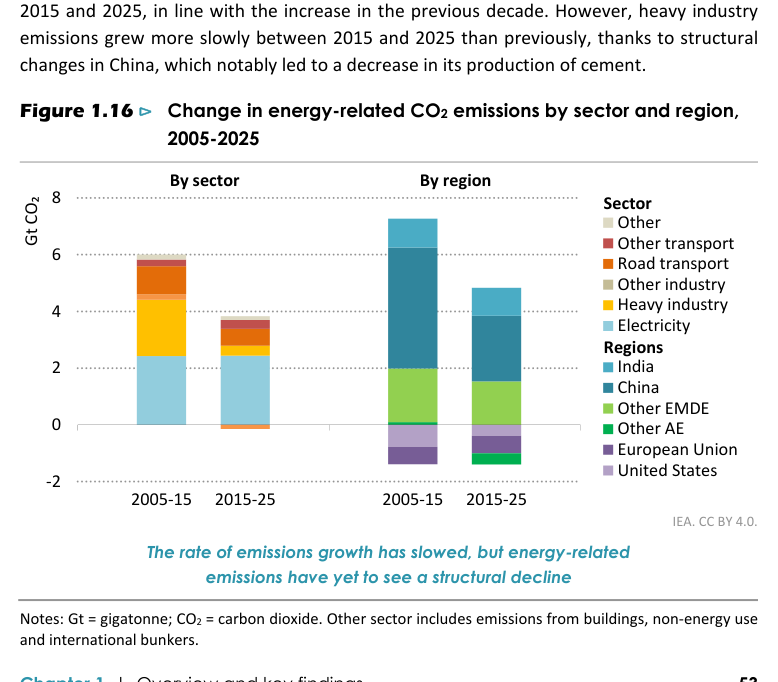 2015 and 2025, in line with the increase in the previous decade. However, heavy industry
emissions grew more slowly between 2015 and 2025 than previously, thanks to structural
changes in China, which notably led to a decrease in its production of cement.
Figure 1.16 ▻ Change in energy-related CO₂ emissions by sector and region,
2005-2025
By sector
By region
Gt CO₂
8
6
4
2
0
-2
2005-15
2015-25
2005-15
2015-25
Sector
Other
Other transport
Road transport
Other industry
Heavy industry
Electricity
Regions
India
China
Other EMDE
Other AE
European Union
United States
IEA. CC BY 4.0.
The rate of emissions growth has slowed, but energy-related
emissions have yet to see a structural decline
Notes: Gt = gigatonne; CO₂ = carbon dioxide. Other sector includes emissions from buildings, non-energy use
and international bunkers.
Chapter 1 | Overview and key findings
53